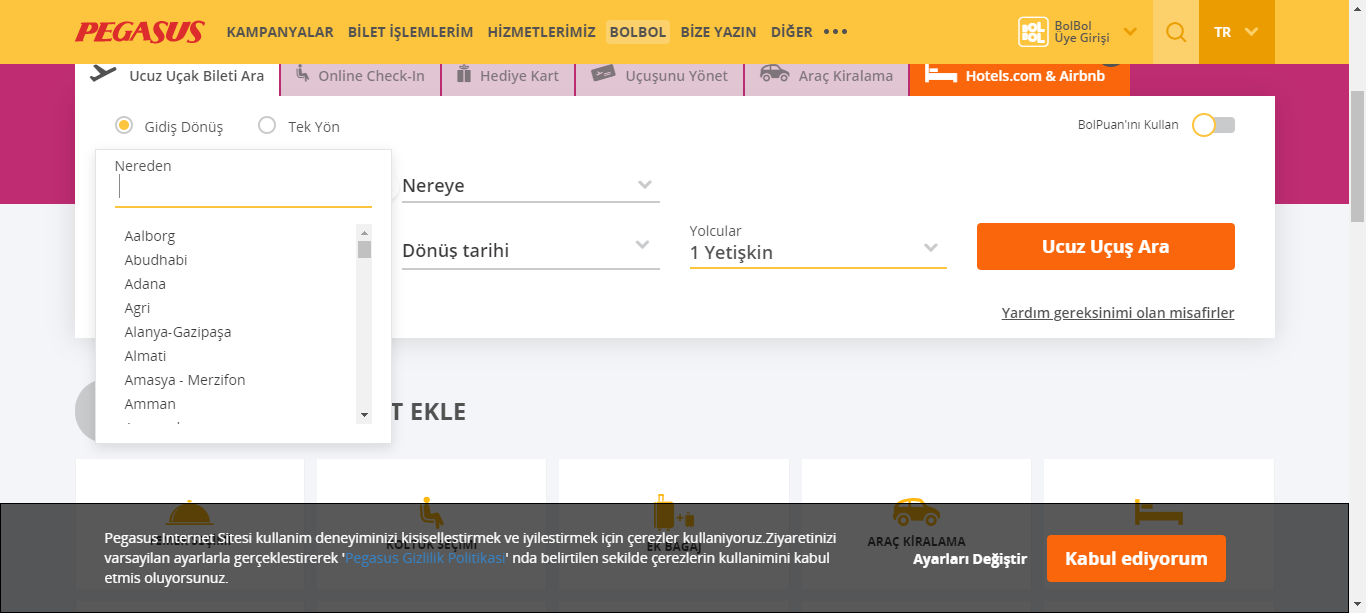 PEGASUS KAMPANYALAR BİLET İŞLEMLERİM HİZMETLERİMİZ BOLBOL BİZE YAZIN DİĞER
BOL BOL BolBol Üye Girişi TR
Ucuz Uçak Bileti Ara Online Check-In Hediye Kart Uçuşunu Yönet Araç Kiralama Hotels.com & Airbnb
Gidiş Dönüş Tek Yön BolPuan'ını Kullan
Nereden
Nereye
Aalborg
Abudhabi
Adana
Agri
Alanya-Gazipaşa
Almati
Amasya - Merzifon
Amman
Dönüş tarihi
Yolcular
1 Yetişkin
Ucuz Uçuş Ara
Yardım gereksinimi olan misafirler
T EKLE
KOLTUK SEÇİMİ EK BAGAJ ARAÇ KİRALAMA
Pegasus Internet Sitesi kullanim deneyiminizi kisisellestirmek ve iyilestirmek için çerezler kullaniyoruz.Ziyaretinizi
varsayilan ayarlarla gerçeklestirerek 'Pegasus Gizlilik Politikasi' nda belirtilen sekilde çerezlerin kullanimini kabul
etmis oluyorsunuz.
Ayarları Değiştir
Kabul ediyorum